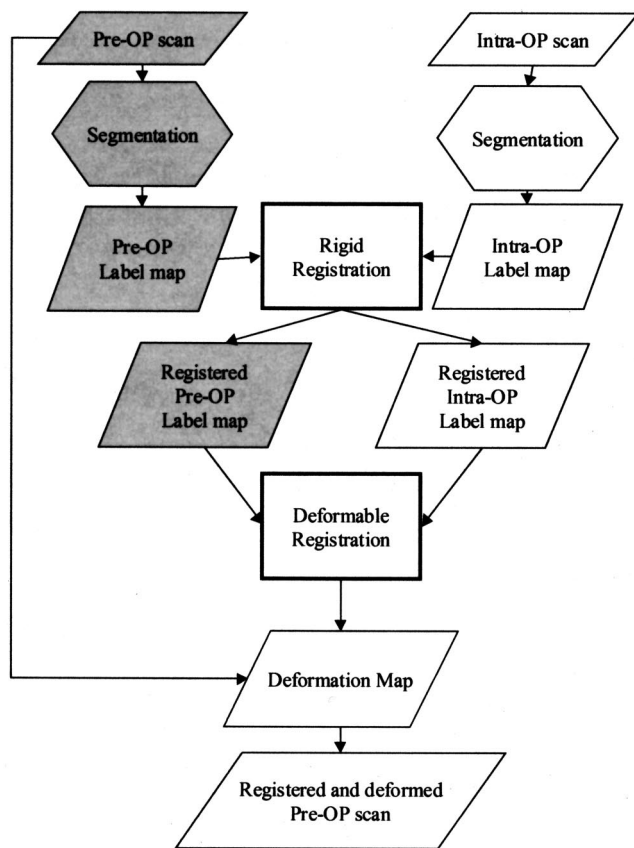 Pre-OP scan
Intra-OP scan
Segmentation
Segmentation
Pre-OP
Label map
Rigid
Registration
Intra-OP
Label map
Registered
Pre-OP
Label map
Registered
Intra-OP
Label map
Deformable
Registration
Deformation Map
Registered and deformed
Pre-OP scan